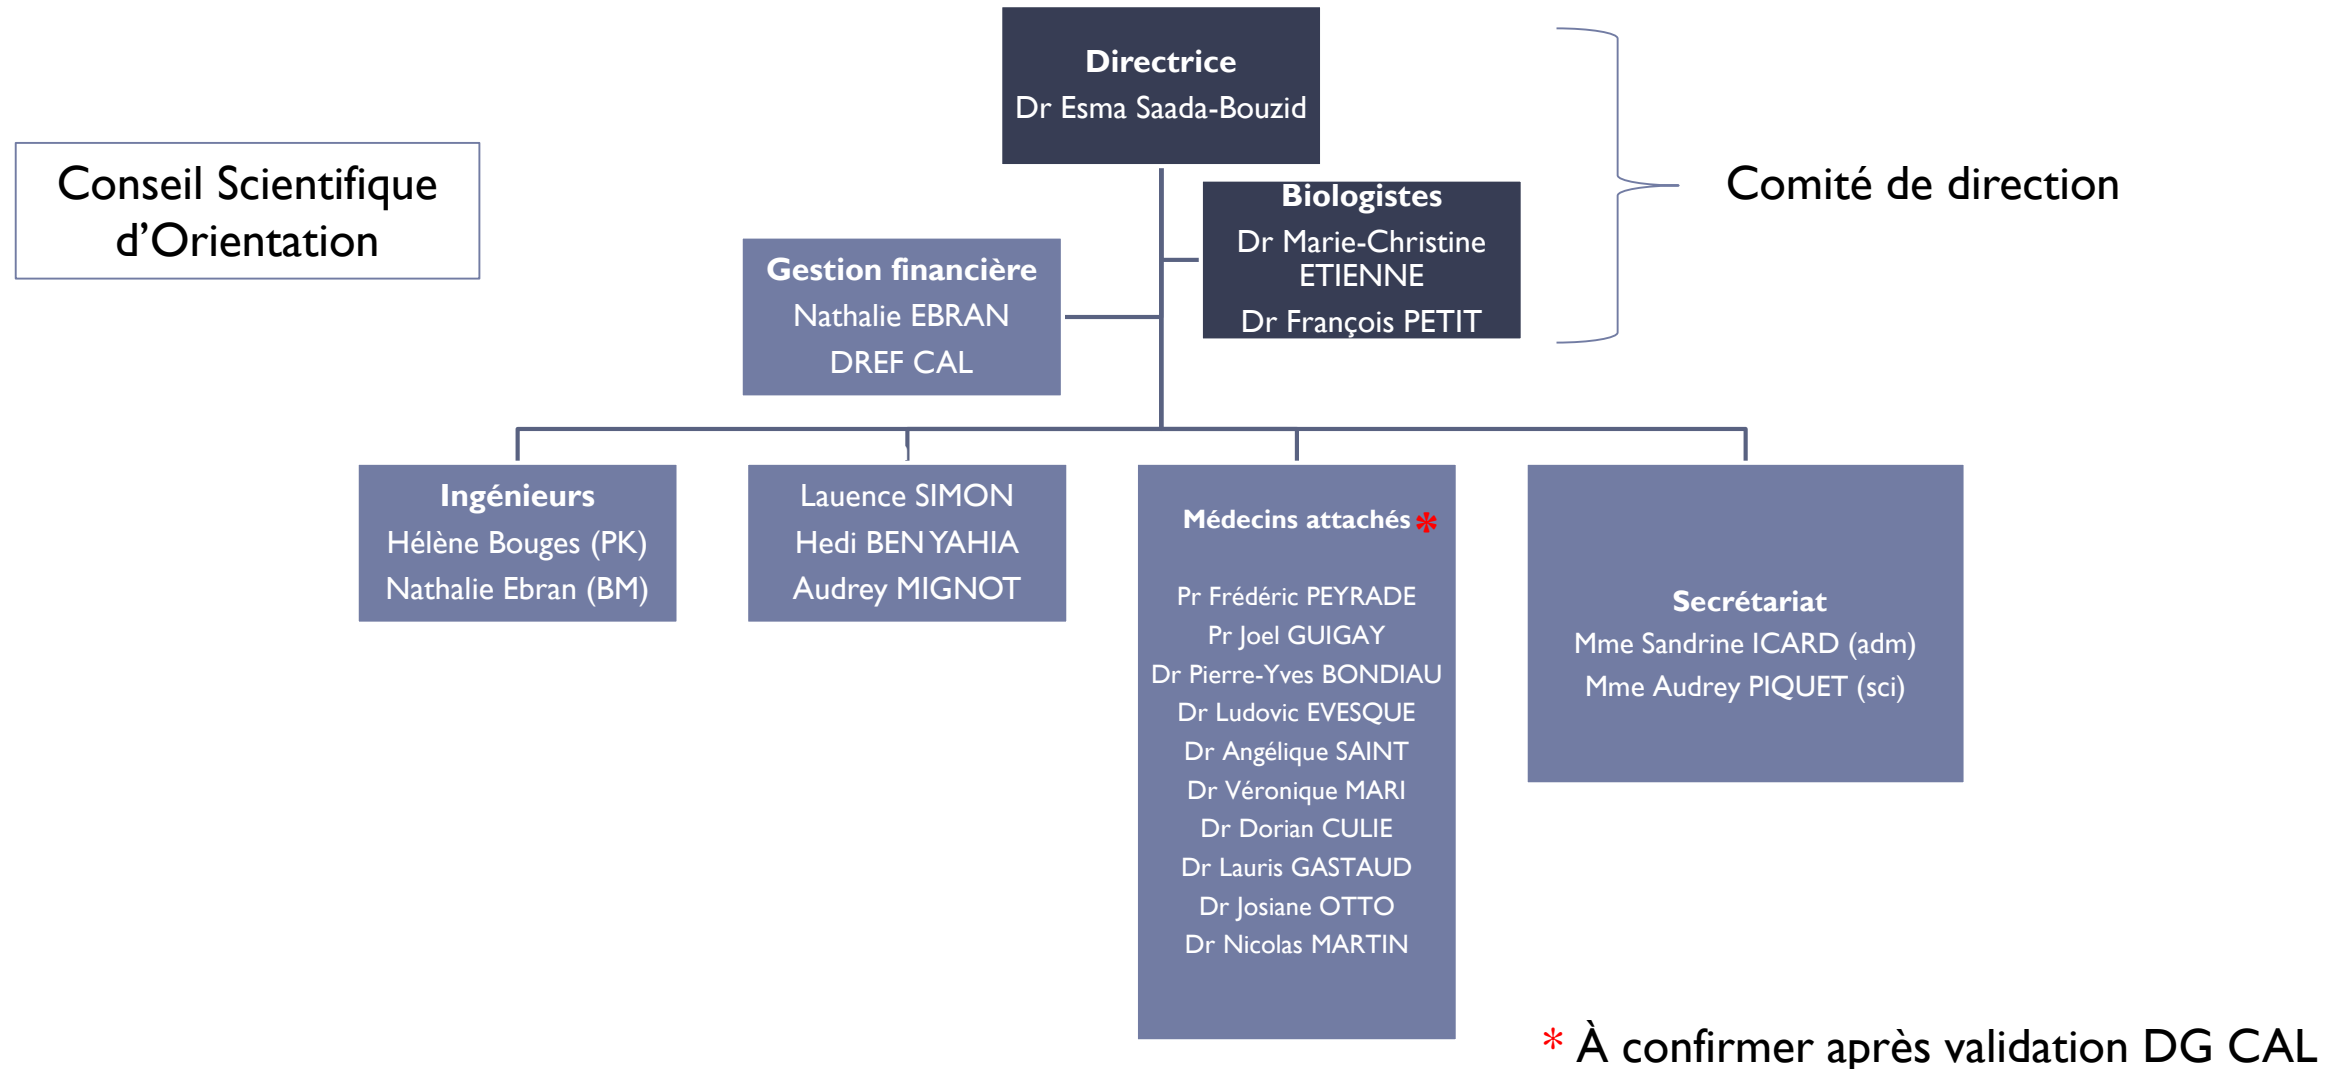 Directrice
Dr Esma Saada-Bouzid
Conseil Scientifique
d’Orientation
Biologistes
Dr Marie-Christine
ETIENNE
Dr François PETIT
Comité de direction
Gestion financière
Nathalie EBRAN
DREF CAL
Ingénieurs
Hélène Bouges (PK)
Nathalie Ebran (BM)
Lauence SIMON
Hedi BEN YAHIA
Audrey MIGNOT
Médecins attachés *
Pr Frédéric PEYRADE
Pr Joel GUIGAY
Dr Pierre-Yves BONDIAU
Dr Ludovic EVESQUE
Dr Angélique SAINT
Dr Véronique MARI
Dr Dorian CULIE
Dr Lauris GASTAUD
Dr Josiane OTTO
Dr Nicolas MARTIN
Secrétariat
Mme Sandrine ICARD (adm)
Mme Audrey PIQUET (sci)
* À confirmer après validation DG CAL